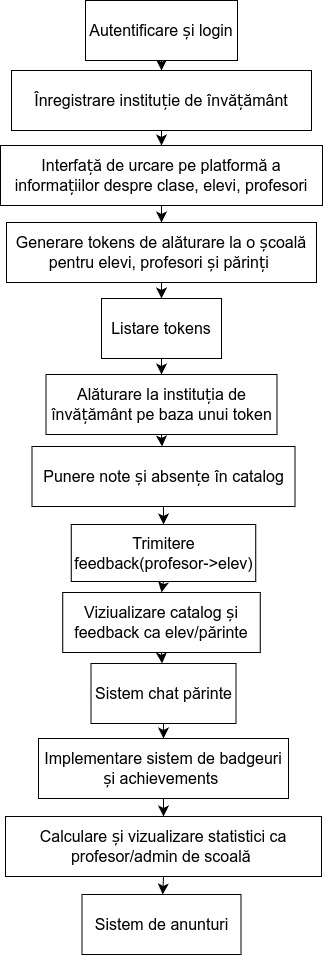 Autentificare și login
Înregistrare instituție de învățământ
Interfață de urcare pe platformă a
informațiilor despre clase, elevi, profesori
Generare tokens de alăturare la o școală
pentru elevi, profesori și părinți
Listare tokens
Alăturare la instituția de
învățământ pe baza unui token
Punere note și absențe în catalog
Trimitere
feedback(profesor->elev)
Viziualizare catalog și
feedback ca elev/părinte
Sistem chat părinte
Implementare sistem de badgeuri
și achievements
Calculare și vizualizare statistici ca
profesor/admin de scoală
Sistem de anunturi